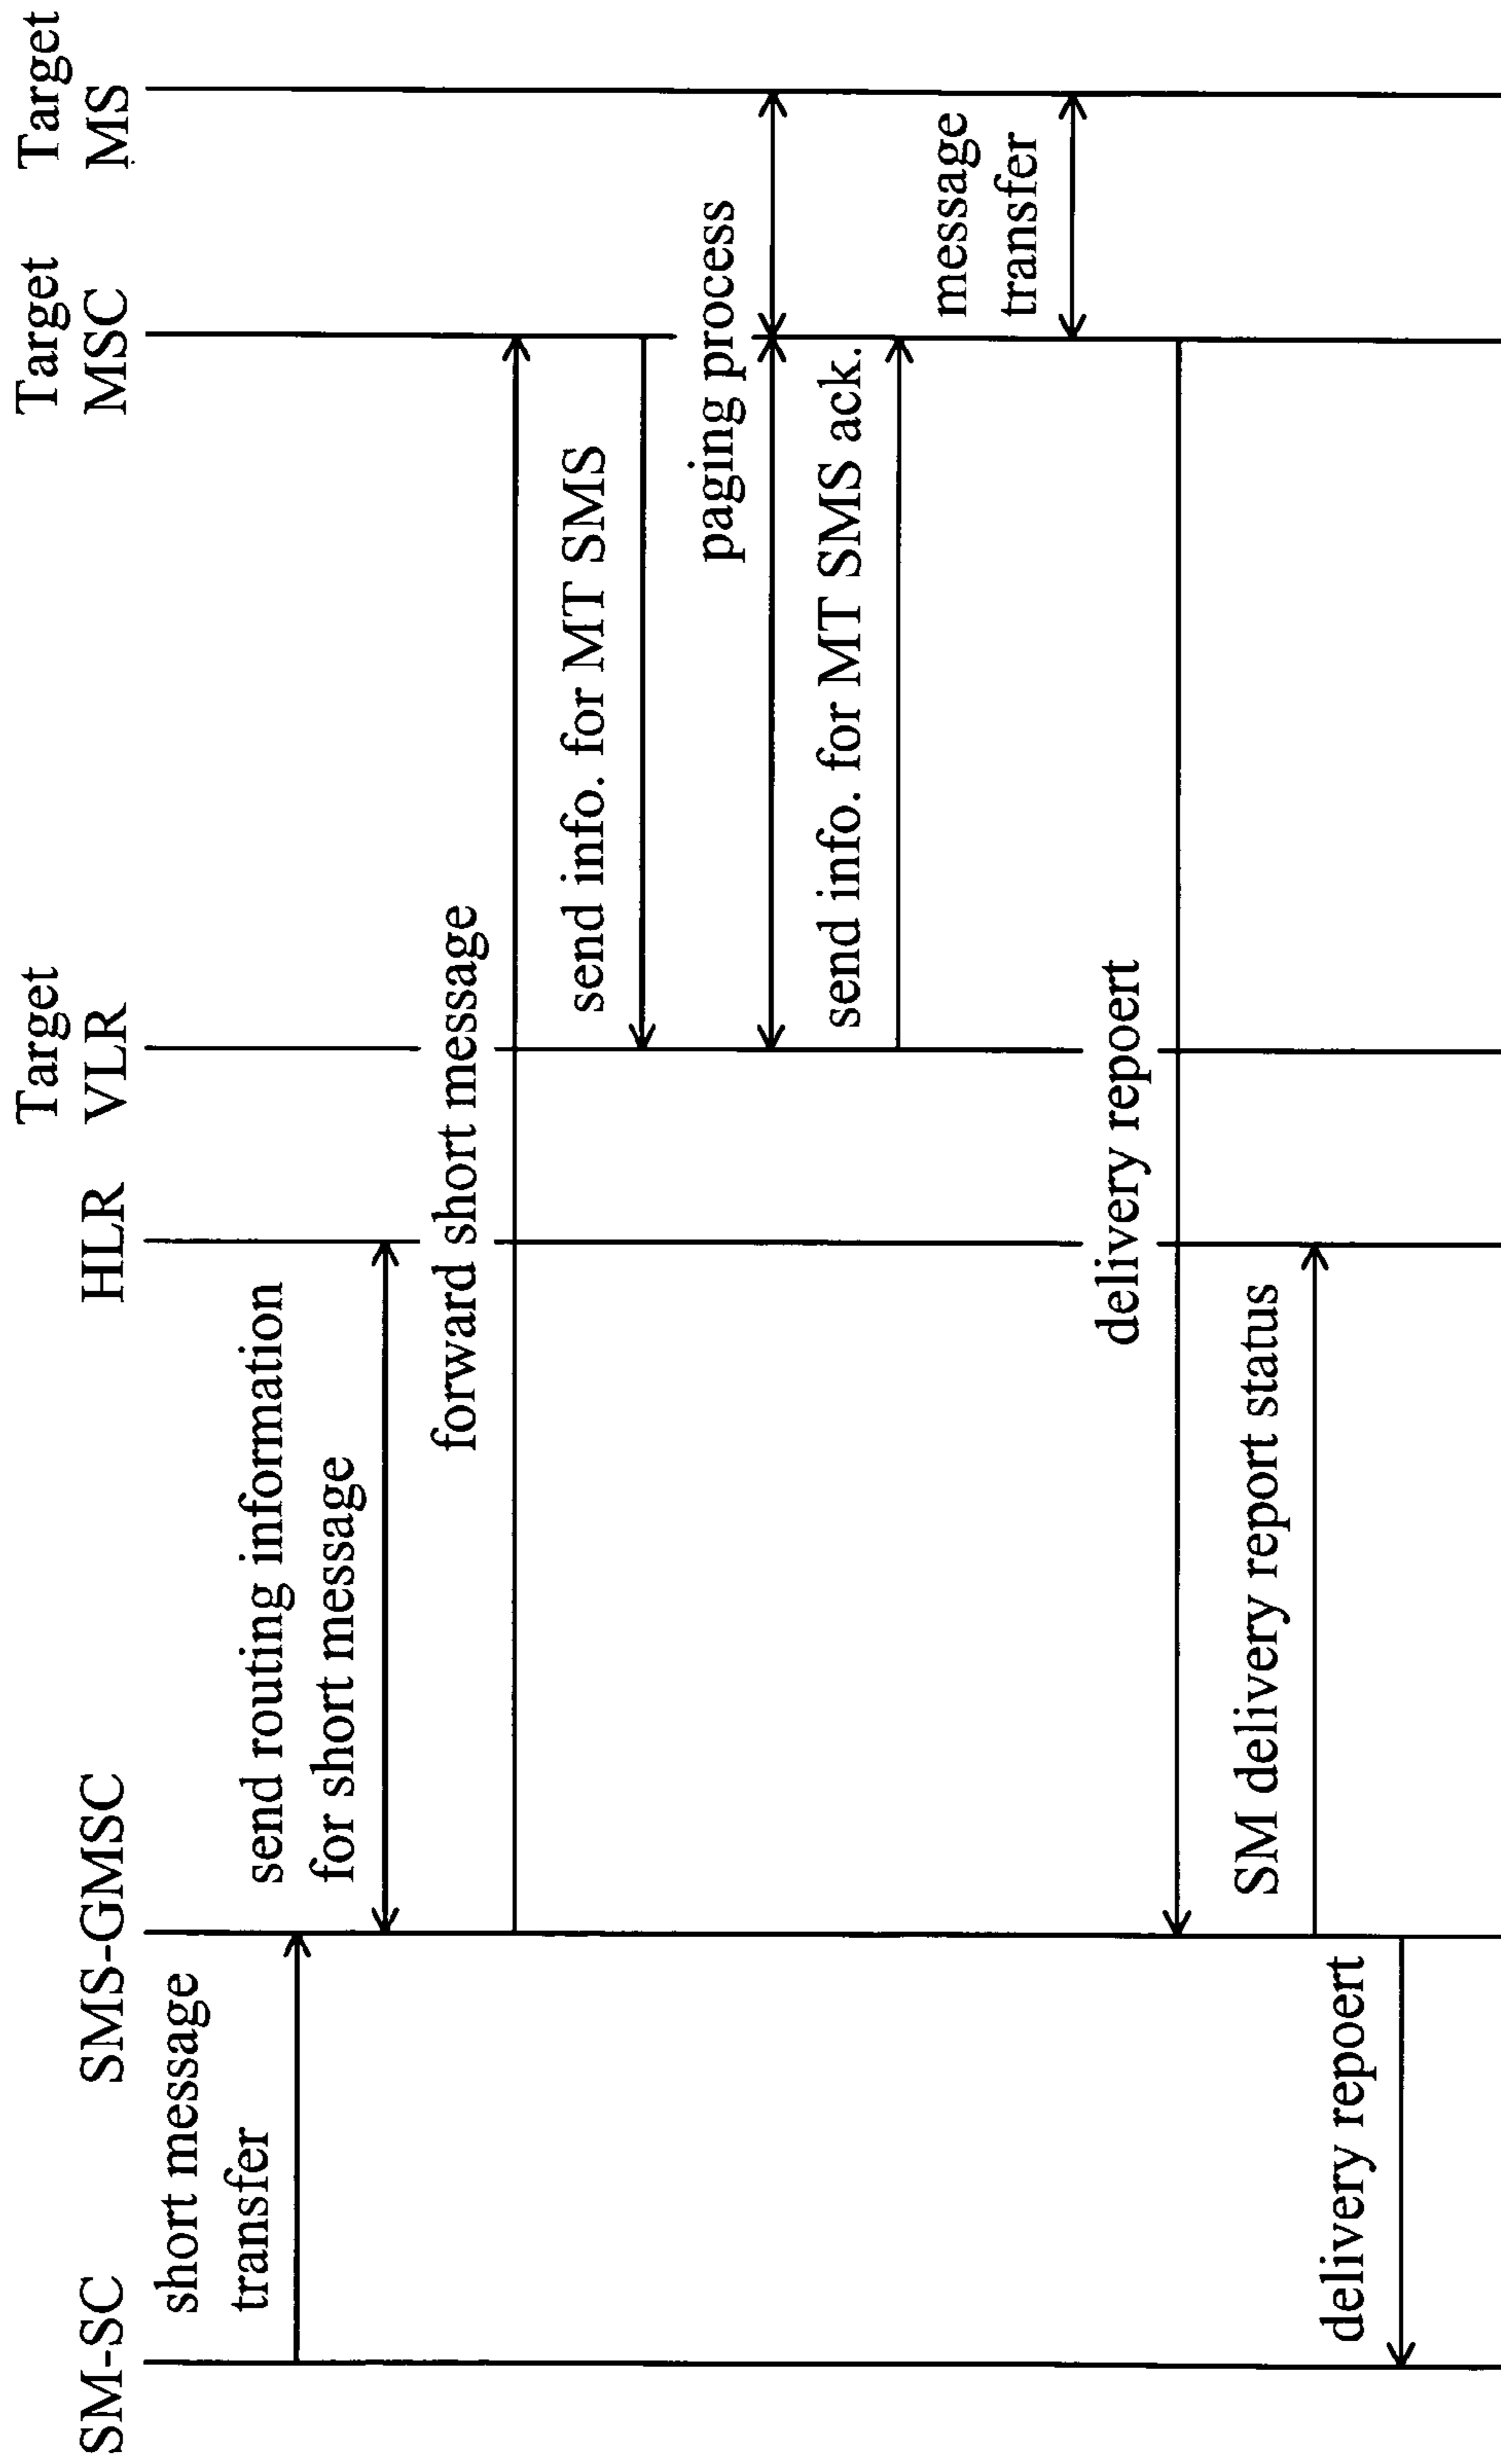 SM-SC
SMS-GMSC
HLR
Target
VLR
Target
MSC
Target
MS
short message
transfer
send routing information
for short message
forward short message
send info. for MT SMS
paging process
send info. for MT SMS ack.
message
transfer
delivery repoert
SM delivery report status
delivery repoert